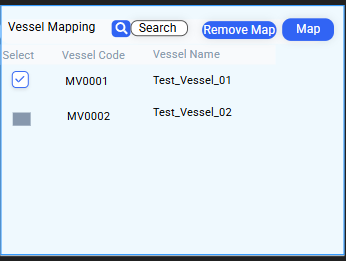 Vessel Mapping Search Remove Map Map
Select Vessel Code Vessel Name
MV0001 Test_Vessel_01
MV0002 Test_Vessel_02